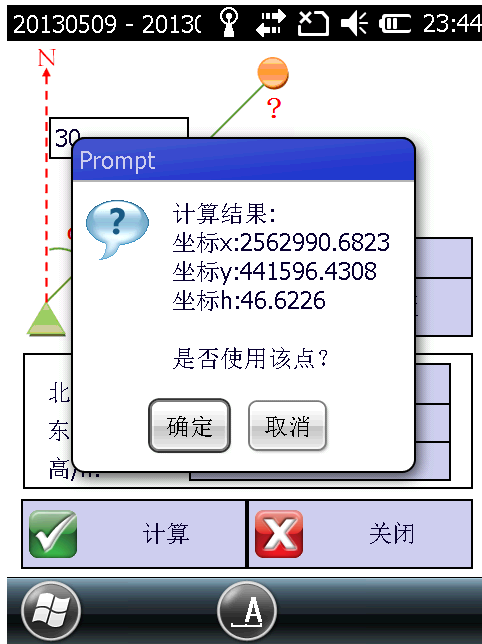 20130509 - 2013(
23:44
N
?
30
Prompt
?
计算结果:
坐标x:2562990.6823
坐标y:441596.4308
坐标h:46.6226
是否使用该点?
确定
取消
北
东
高/h:
计算
关闭
A